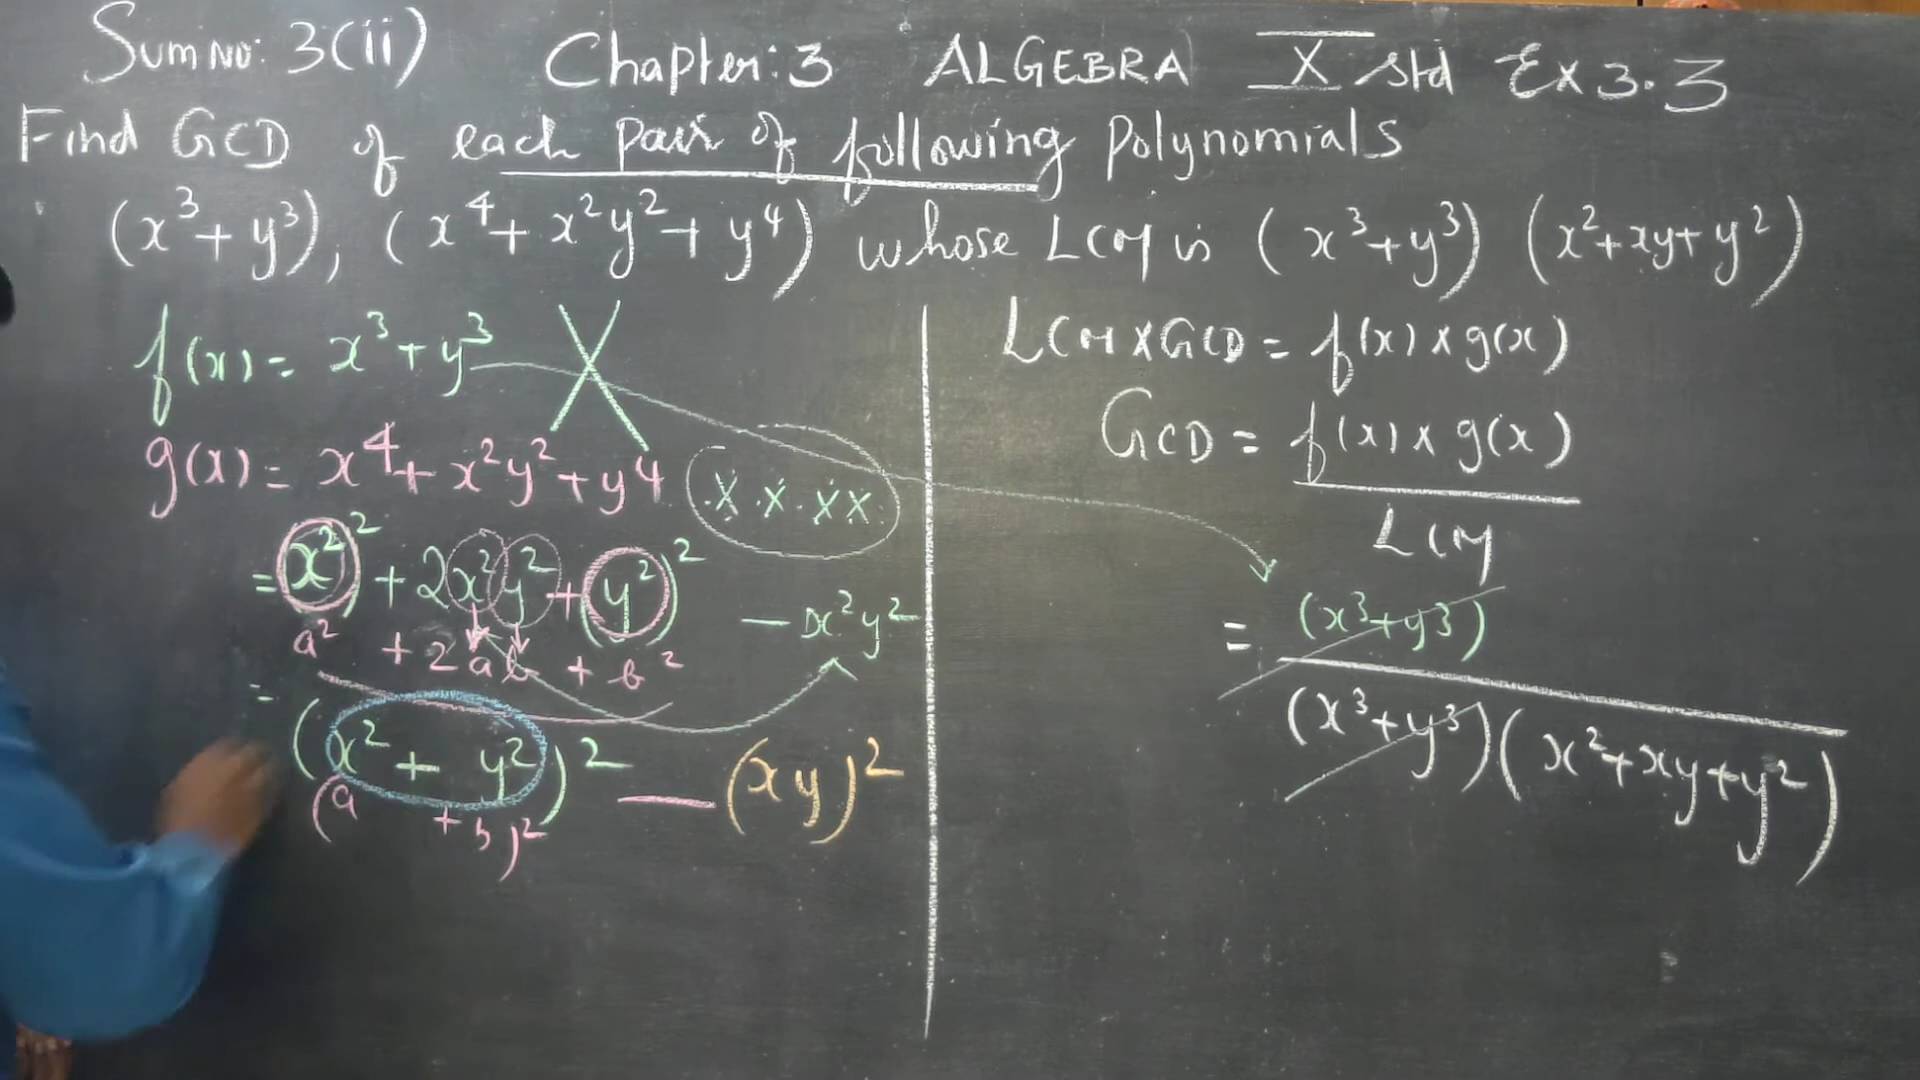 Sum No: 3(ii) Chapter: 3 ALGEBRA X std Ex 3.3
Find GCD of each pair of following Polynomials
(x³+y³), (x⁴+x²y²+y⁴) whose LCM is (x³+y³) (x²+xy+y²)
f(x) = x³+y³
g(x) = x⁴+x²y²+y⁴
X X X X
= (x²)² + 2x²y² + (y²)² - x²y²
a² + 2ab + b²
= (x² + y²)² - (xy)²
(a + b)²
LCM x GCD = f(x) x g(x)
GCD = f(x) x g(x)
LCM
= (x³+y³)
(x³+y³)(x²+xy+y²)